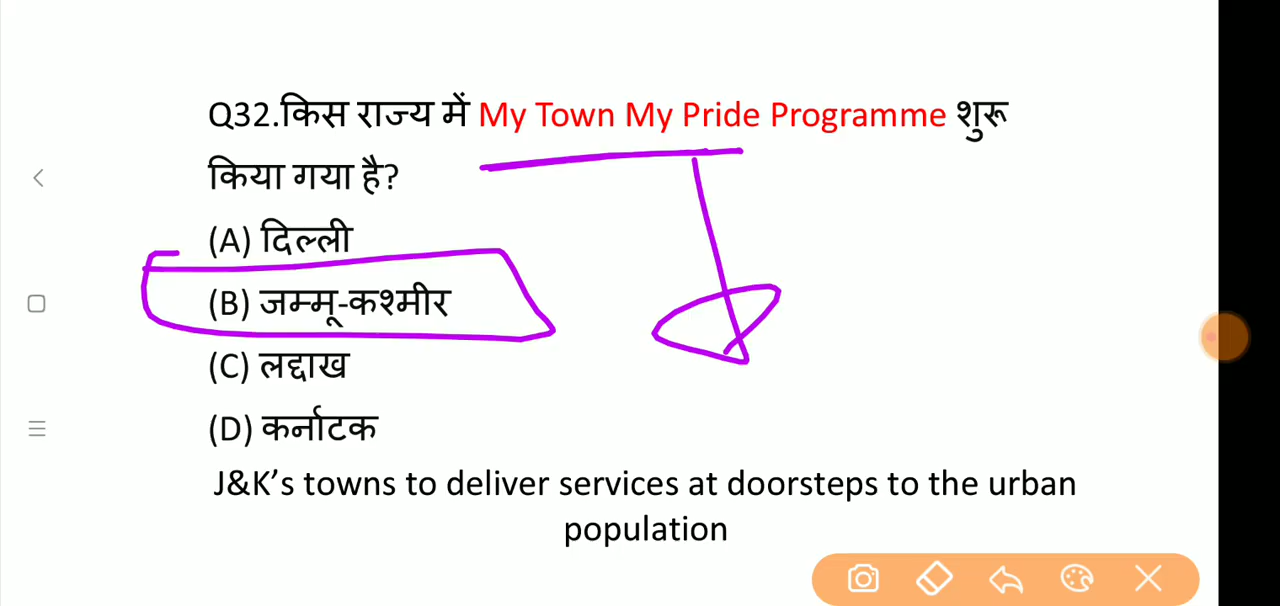 Q32.किस राज्य में My Town My Pride Programme शुरू
किया गया है?
(A) दिल्ली
(B) जम्मू-कश्मीर
(C) लद्दाख
(D) कर्नाटक
J&K’s towns to deliver services at doorsteps to the urban
population